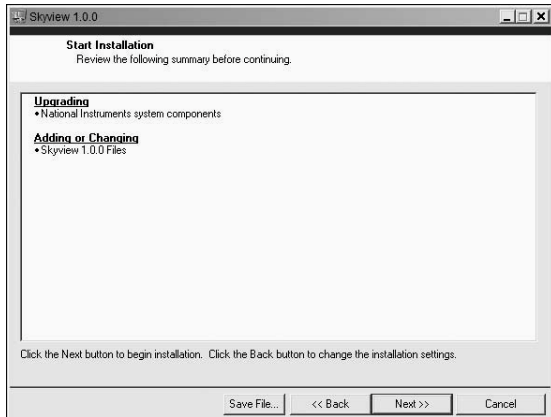 Skyview 1.0.0
Start Installation
Review the following summary before continuing.
Upgrading
• National Instruments system components
Adding or Changing
• Skyview 1.0.0 Files
Click the Next button to begin installation. Click the Back button to change the installation settings.
Save File... << Back Next >> Cancel